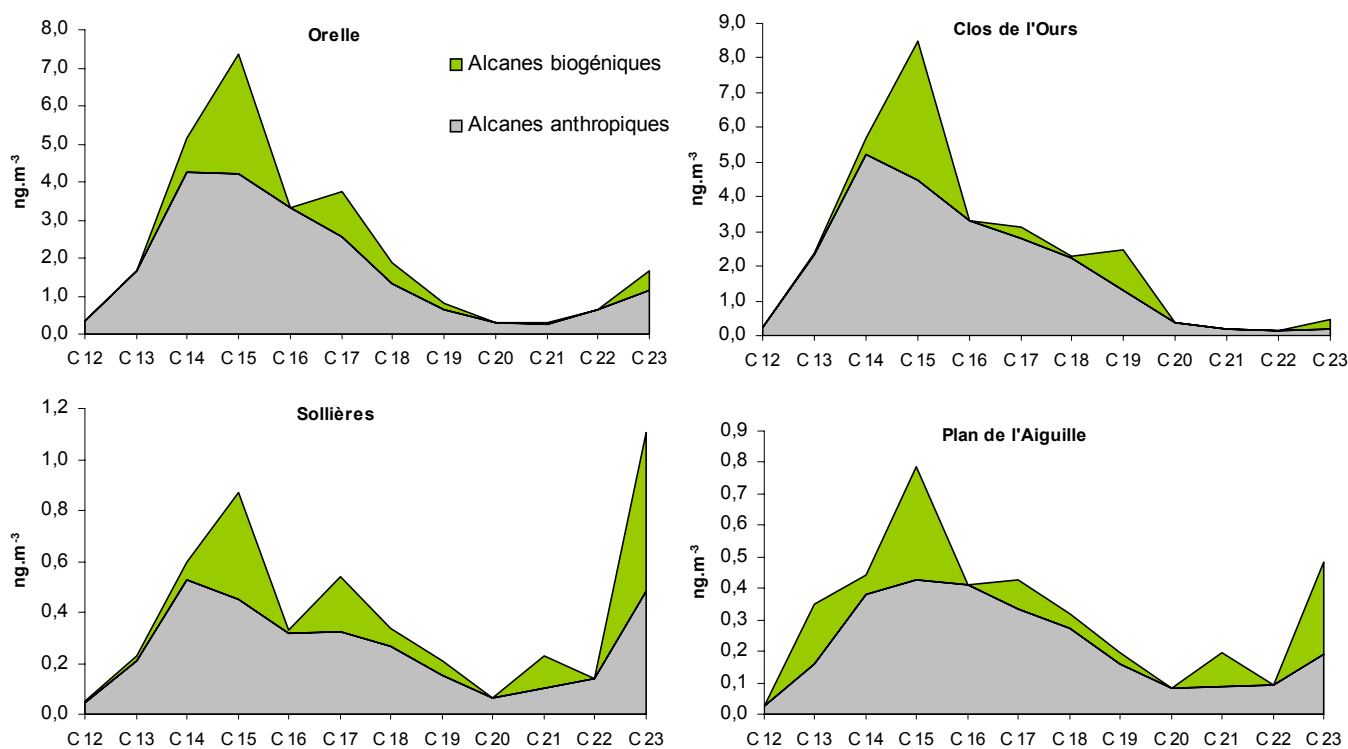 Orelle
Alcanes biogéniques
Alcanes anthropiques
ng.m-3
8,0
7,0
6,0
5,0
4,0
3,0
2,0
1,0
0,0
C 12 C 13 C 14 C 15 C 16 C 17 C 18 C 19 C 20 C 21 C 22 C 23
Clos de l'Ours
ng.m-3
9,0
8,0
7,0
6,0
5,0
4,0
3,0
2,0
1,0
0,0
C 12 C 13 C 14 C 15 C 16 C 17 C 18 C 19 C 20 C 21 C 22 C 23
Sollières
ng.m-3
1,2
1,0
0,8
0,6
0,4
0,2
0,0
C 12 C 13 C 14 C 15 C 16 C 17 C 18 C 19 C 20 C 21 C 22 C 23
Plan de l'Aiguille
ng.m-3
0,9
0,8
0,7
0,6
0,5
0,4
0,3
0,2
0,1
0,0
C 12 C 13 C 14 C 15 C 16 C 17 C 18 C 19 C 20 C 21 C 22 C 23